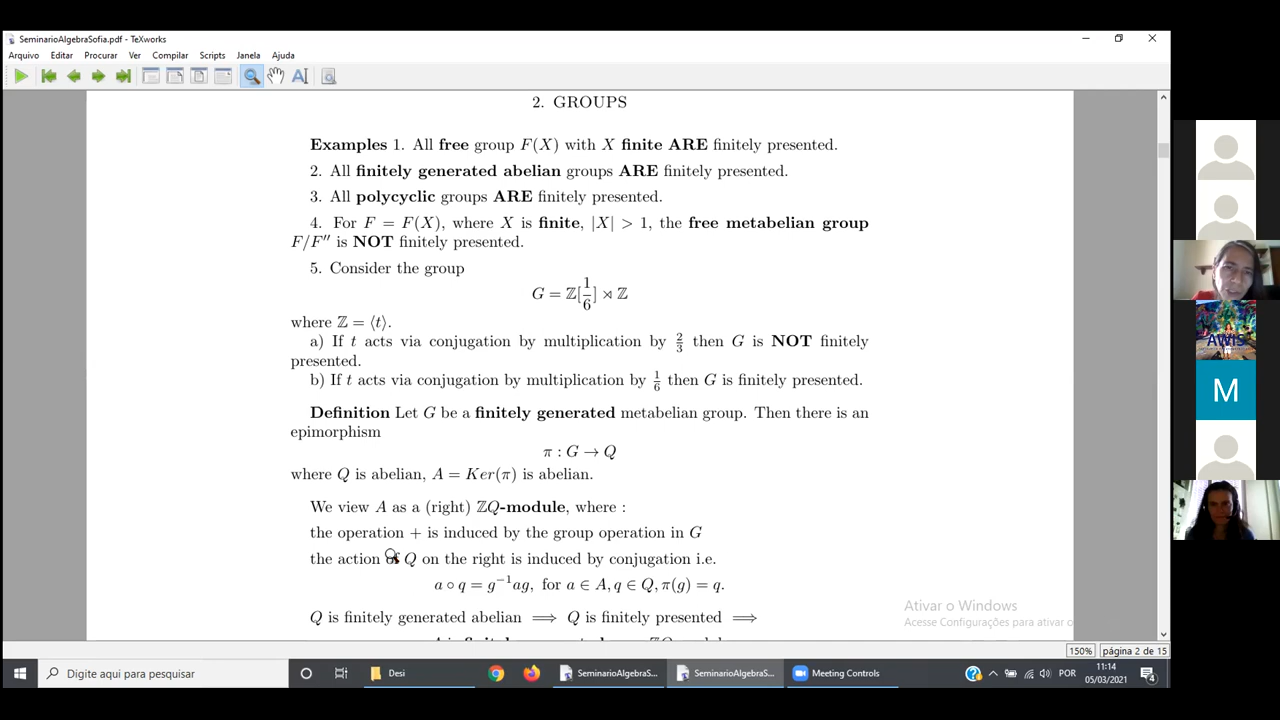 SeminarioAlgebraSofia.pdf - TeXworks
Arquivo Editar Procurar Ver Compilar Scripts Janela Ajuda
2. GROUPS
Examples 1. All free group F(X) with X finite ARE finitely presented.
2. All finitely generated abelian groups ARE finitely presented.
3. All polycyclic groups ARE finitely presented.
4. For F = F(X), where X is finite, |X| > 1, the free metabelian group
F/F′′ is NOT finitely presented.
5. Consider the group
G = ℤ[1/6] ⋊ ℤ
where ℤ = ⟨t⟩.
a) If t acts via conjugation by multiplication by 2/3 then G is NOT finitely
presented.
b) If t acts via conjugation by multiplication by 1/6 then G is finitely presented.
Definition Let G be a finitely generated metabelian group. Then there is an
epimorphism
π : G → Q
where Q is abelian, A = Ker(π) is abelian.
We view A as a (right) ℤQ-module, where :
the operation + is induced by the group operation in G
the action of Q on the right is induced by conjugation i.e.
a ∘ q = g⁻¹ag, for a ∈ A, q ∈ Q, π(g) = q.
Q is finitely generated abelian ⟹ Q is finitely presented ⟹
AWIS
M
Ativar o Windows
Acesse Configurações para ativar o
150% página 2 de 15
Digite aqui para pesquisar
Desi
SeminarioAlgebraS...
SeminarioAlgebraS...
Meeting Controls
POR
11:14
05/03/2021
4